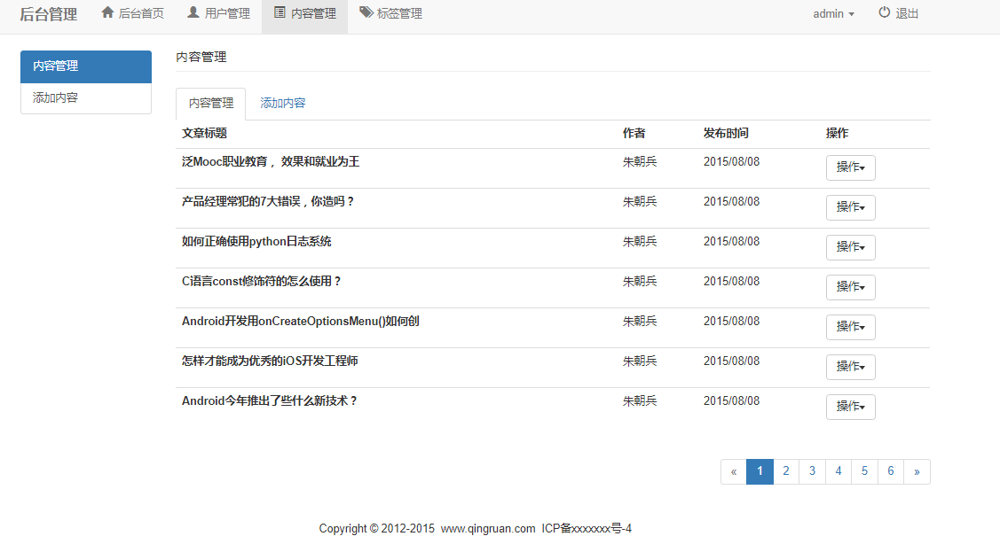 后台管理 后台首页 用户管理 内容管理 标签管理 admin 退出
内容管理
添加内容
内容管理
内容管理 添加内容
文章标题 作者 发布时间 操作
泛Mooc职业教育， 效果和就业为王 朱朝兵 2015/08/08 操作
产品经理常犯的7大错误，你造吗？ 朱朝兵 2015/08/08 操作
如何正确使用python日志系统 朱朝兵 2015/08/08 操作
C语言const修饰符的怎么使用？ 朱朝兵 2015/08/08 操作
Android开发用onCreateOptionsMenu()如何创 朱朝兵 2015/08/08 操作
怎样才能成为优秀的iOS开发工程师 朱朝兵 2015/08/08 操作
Android今年推出了些什么新技术？ 朱朝兵 2015/08/08 操作
« 1 2 3 4 5 6 »
Copyright © 2012-2015 www.qingruan.com ICP备xxxxxxx号-4